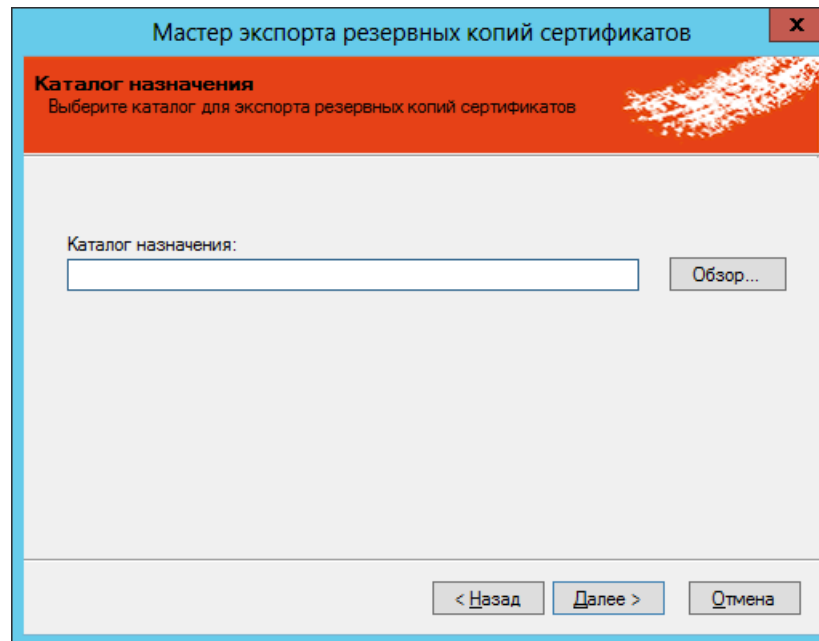 Мастер экспорта резервных копий сертификатов
x
Каталог назначения
Выберите каталог для экспорта резервных копий сертификатов
Каталог назначения:
Обзор...
< Назад
Далее >
Отмена